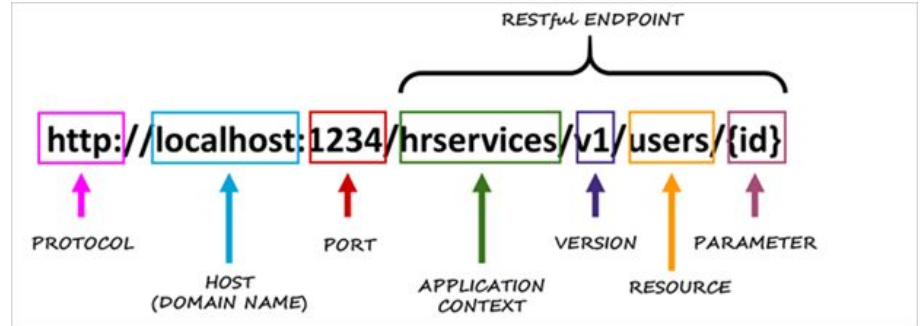 RESTful ENDPOINT
http://localhost:1234/hrservices/v1/users/{id}
PROTOCOL
HOST
(DOMAIN NAME)
PORT
APPLICATION
CONTEXT
VERSION
RESOURCE
PARAMETER